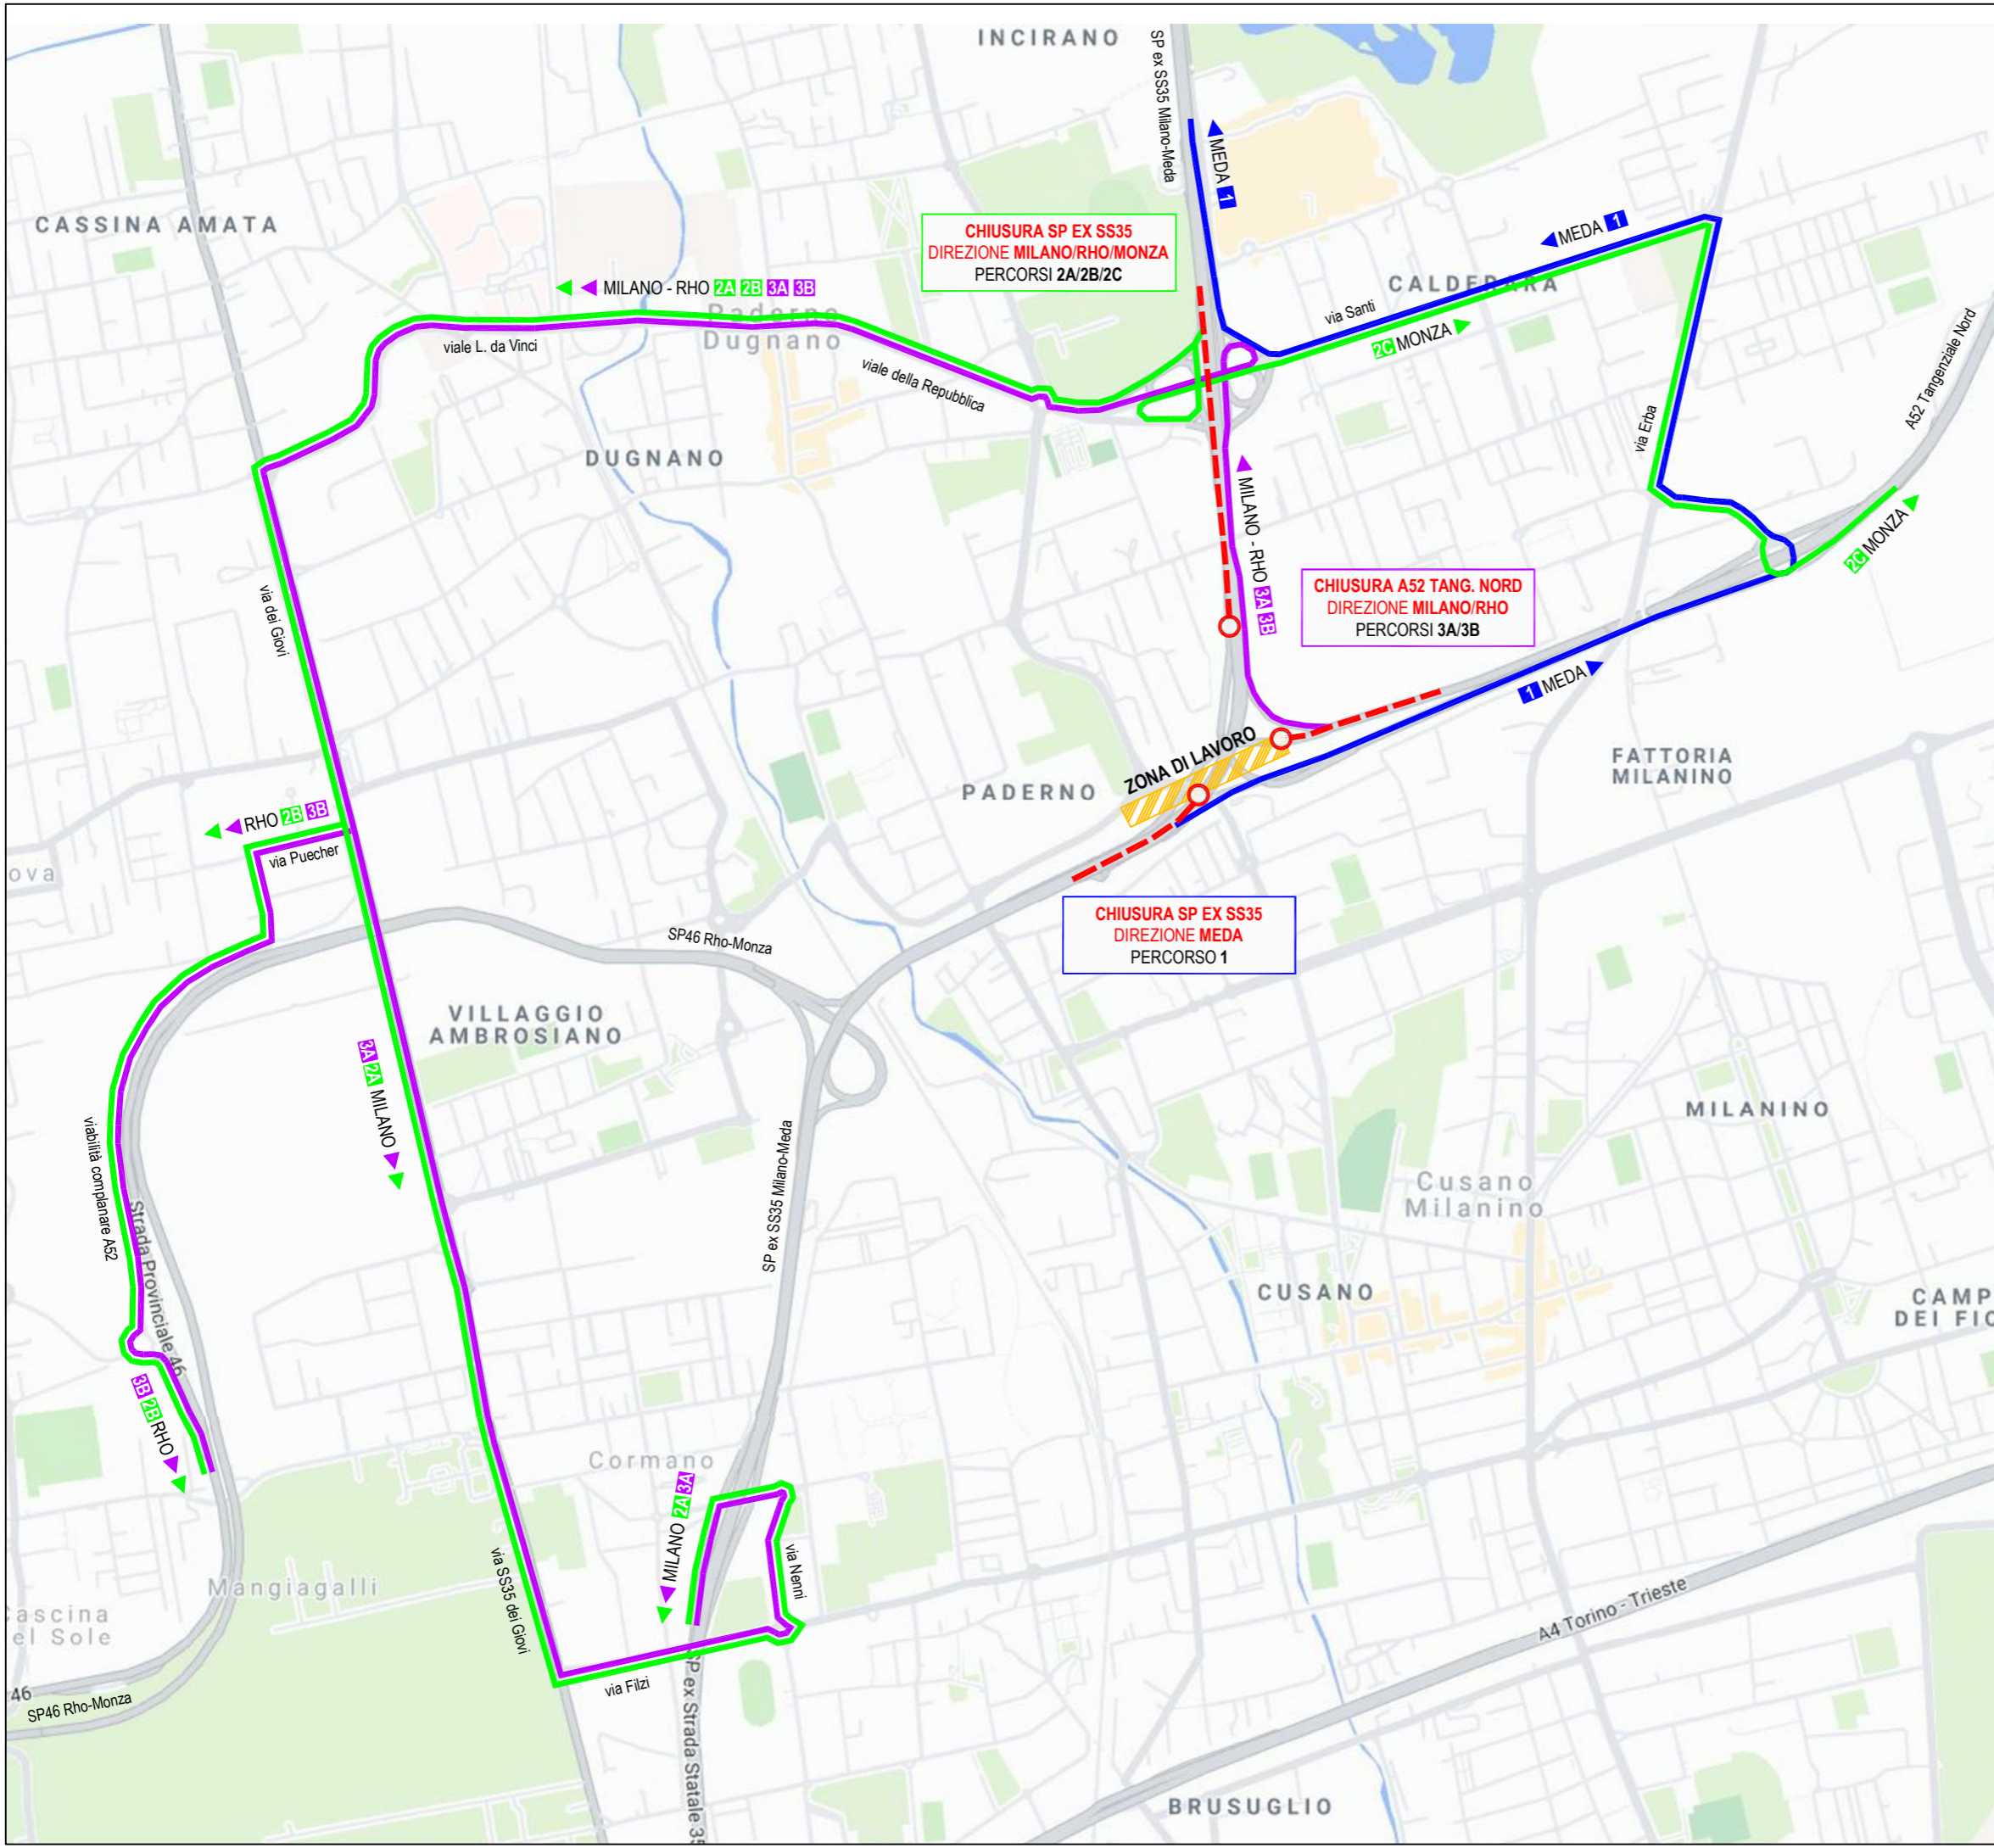 INCIRANO
SP ex SS35 Milano-Meda
MEDA 1
CASSINA AMATA
CHIUSURA SP EX SS35
DIREZIONE MILANO/RHO/MONZA
PERCORSI 2A/2B/2C
MEDA 1
CALDERARA
MILANO - RHO 2A 2B 3A 3B
Paderno
Dugnano
via Santi
2C MONZA
viale L. da Vinci
viale della Repubblica
A52 Tangenziale Nord
via Erba
DUGNANO
MILANO - RHO 3A 3B
2C MONZA
CHIUSURA A52 TANG. NORD
DIREZIONE MILANO/RHO
PERCORSI 3A/3B
via dei Giovi
1 MEDA
ZONA DI LAVORO
PADERNO
FATTORIA
MILANINO
RHO 2B 3B
via Puecher
ova
CHIUSURA SP EX SS35
DIREZIONE MEDA
PERCORSO 1
SP46 Rho-Monza
VILLAGGIO
AMBROSIANO
3A 2A MILANO
MILANINO
viabilità complanare A52
SP ex SS35 Milano-Meda
Cusano
Milanino
Strada Provinciale 46
CUSANO
CAMP
DEI FIO
3B 2B RHO
Cormano
MILANO 2A 3A
via Nenni
via SS35 dei Giovi
Mangiagalli
ascina
el Sole
A4 Torino - Trieste
via Filzi
46
SP46 Rho-Monza
SP ex Strada Statale 35
BRUSUGLIO